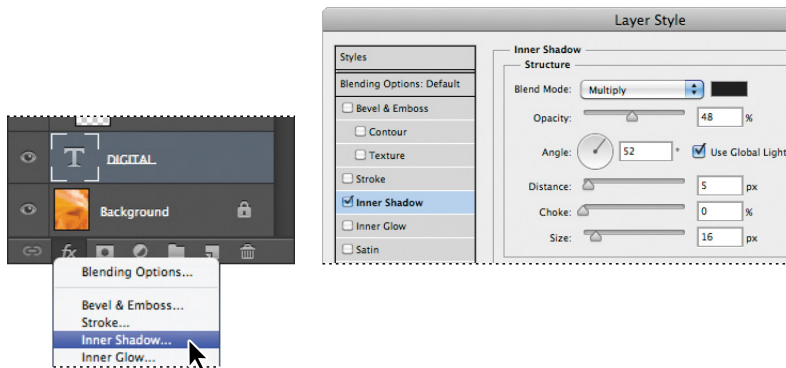 T DIGITAL
Background
fx
Blending Options...
Bevel & Emboss...
Stroke...
Inner Shadow...
Inner Glow...
Layer Style
Styles
Blending Options: Default
Bevel & Emboss
Contour
Texture
Stroke
Inner Shadow
Inner Glow
Satin
Inner Shadow
Structure
Blend Mode: Multiply
Opacity: 48 %
Angle: 52 ° Use Global Light
Distance: 5 px
Choke: 0 %
Size: 16 px